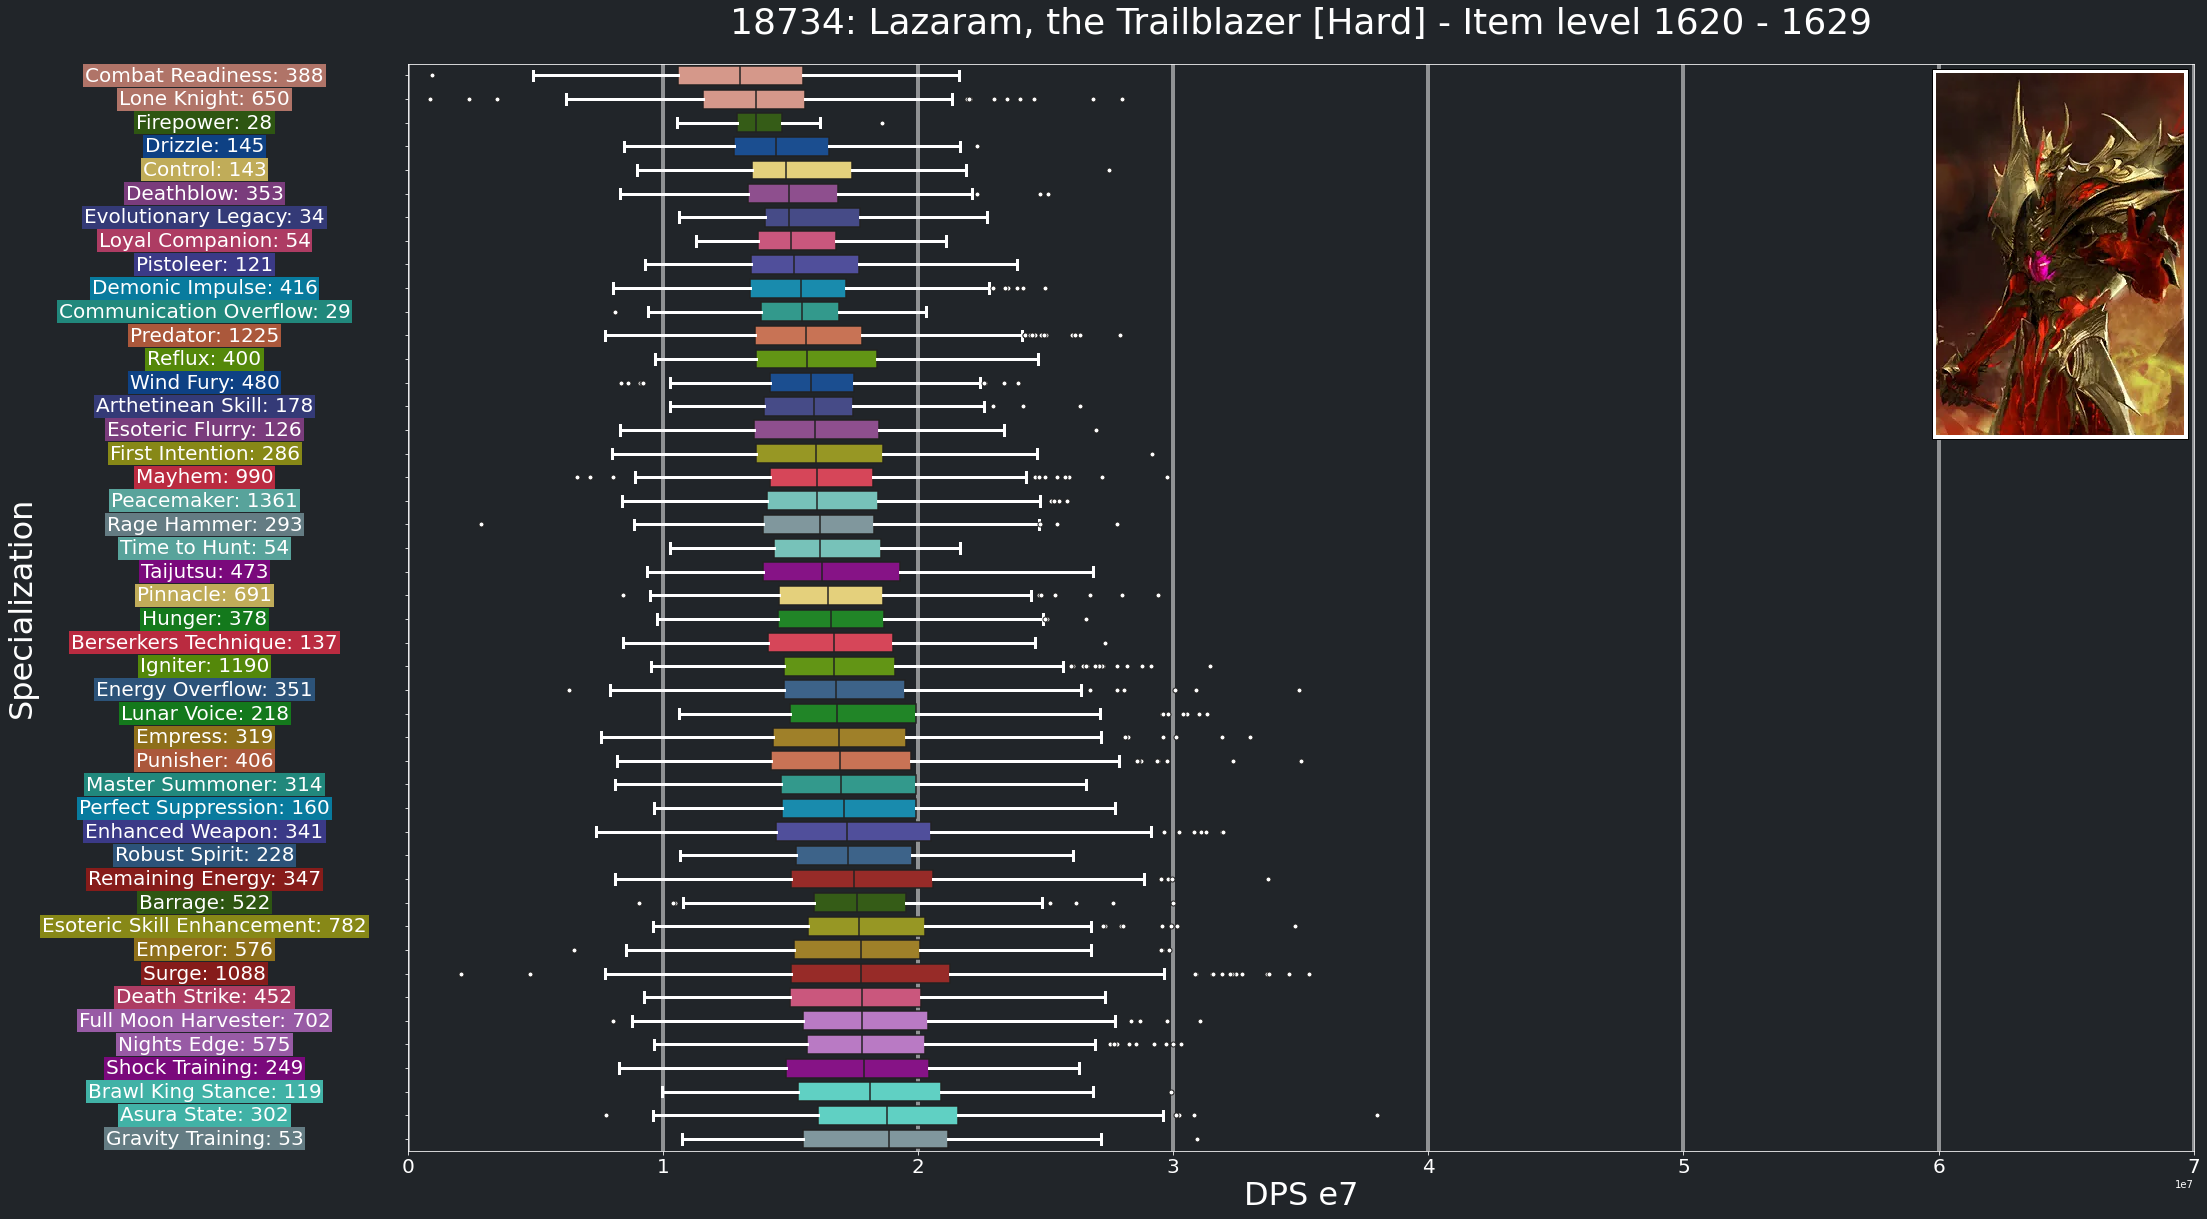 18734: Lazaram, the Trailblazer [Hard] - Item level 1620 - 1629
Combat Readiness: 388
Lone Knight: 650
Firepower: 28
Drizzle: 145
Control: 143
Deathblow: 353
Evolutionary Legacy: 34
Loyal Companion: 54
Pistoleer: 121
Demonic Impulse: 416
Communication Overflow: 29
Predator: 1225
Reflux: 400
Wind Fury: 480
Arthetinean Skill: 178
Esoteric Flurry: 126
First Intention: 286
Mayhem: 990
Peacemaker: 1361
Rage Hammer: 293
Time to Hunt: 54
Taijutsu: 473
Pinnacle: 691
Hunger: 378
Berserkers Technique: 137
Igniter: 1190
Energy Overflow: 351
Lunar Voice: 218
Empress: 319
Punisher: 406
Master Summoner: 314
Perfect Suppression: 160
Enhanced Weapon: 341
Robust Spirit: 228
Remaining Energy: 347
Barrage: 522
Esoteric Skill Enhancement: 782
Emperor: 576
Surge: 1088
Death Strike: 452
Full Moon Harvester: 702
Nights Edge: 575
Shock Training: 249
Brawl King Stance: 119
Asura State: 302
Gravity Training: 53
Specialization
0 1 2 3 4 5 6 7
DPS e7
1e7